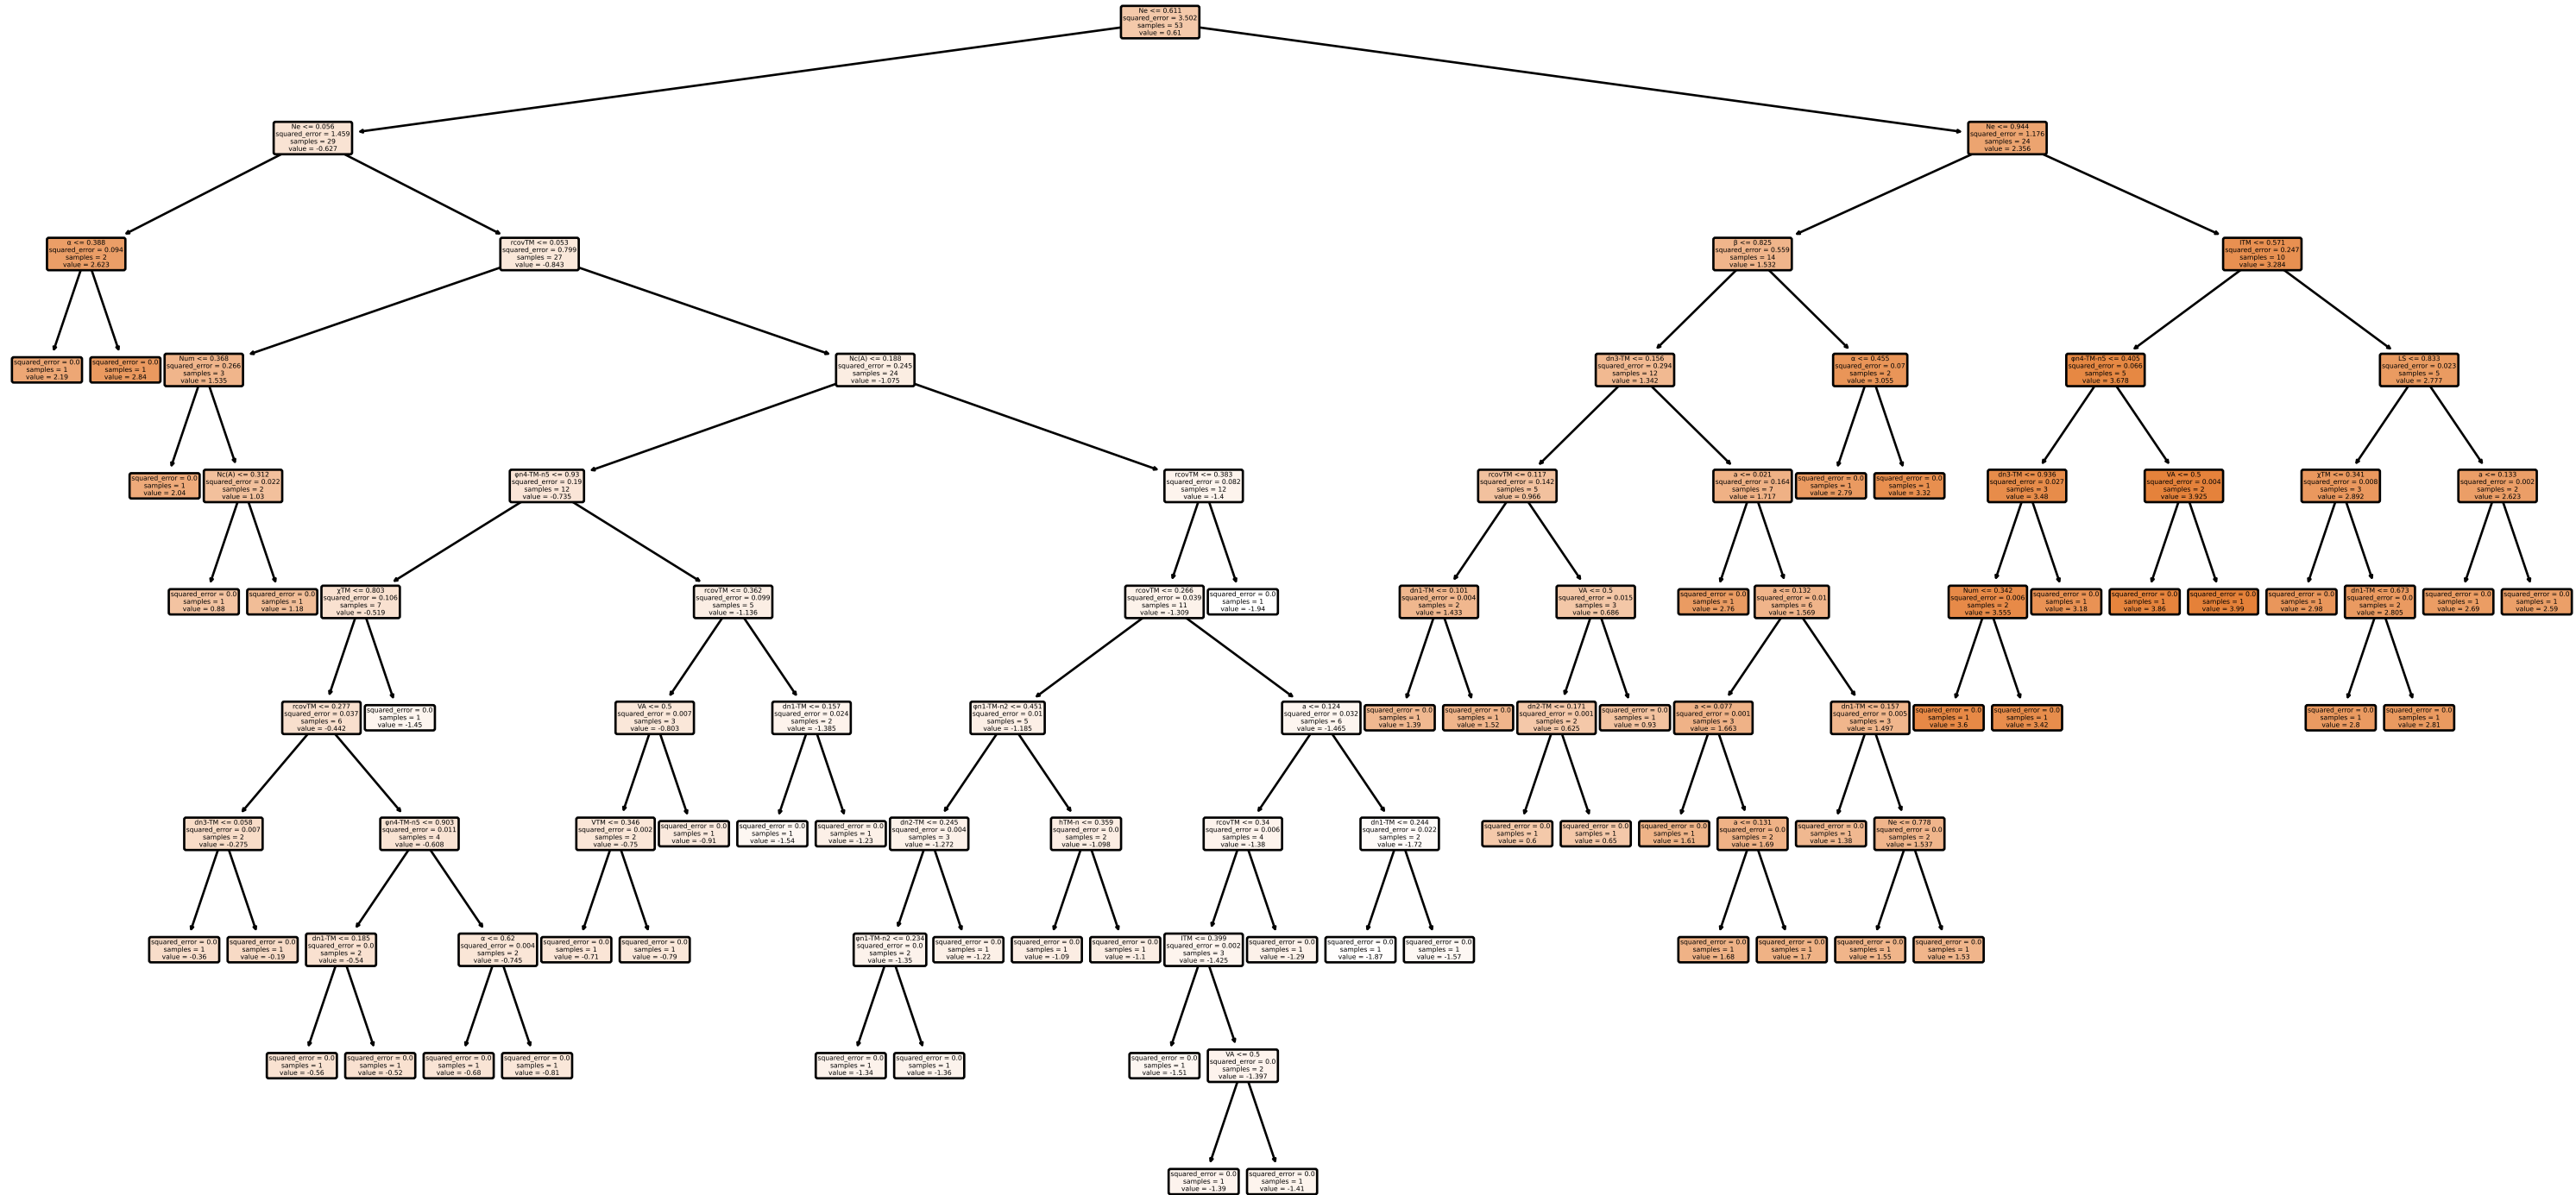 Ne <= 0.611
squared_error = 3.502
samples = 53
value = 0.61
Ne <= 0.056
squared_error = 1.459
samples = 29
value = -0.627
Ne <= 0.944
squared_error = 1.176
samples = 24
value = 2.356
α <= 0.388
squared_error = 0.094
samples = 2
value = 2.623
rcovTM <= 0.053
squared_error = 0.799
samples = 27
value = -0.843
β <= 0.825
squared_error = 0.559
samples = 14
value = 1.532
lTM <= 0.571
squared_error = 0.247
samples = 10
value = 3.284
squared_error = 0.0
samples = 1
value = 2.19
squared_error = 0.0
samples = 1
value = 2.84
Num <= 0.368
squared_error = 0.266
samples = 3
value = 1.535
Nc(A) <= 0.188
squared_error = 0.245
samples = 24
value = -1.075
dn3-TM <= 0.156
squared_error = 0.294
samples = 12
value = 1.342
α <= 0.455
squared_error = 0.07
samples = 2
value = 3.055
φn4-TM-n5 <= 0.405
squared_error = 0.066
samples = 5
value = 3.678
LS <= 0.833
squared_error = 0.023
samples = 5
value = 2.777
squared_error = 0.0
samples = 1
value = 2.04
Nc(A) <= 0.312
squared_error = 0.022
samples = 2
value = 1.03
φn4-TM-n5 <= 0.93
squared_error = 0.19
samples = 12
value = -0.735
rcovTM <= 0.383
squared_error = 0.082
samples = 12
value = -1.4
rcovTM <= 0.117
squared_error = 0.142
samples = 5
value = 0.966
a <= 0.021
squared_error = 0.164
samples = 7
value = 1.717
squared_error = 0.0
samples = 1
value = 2.79
squared_error = 0.0
samples = 1
value = 3.32
dn3-TM <= 0.936
squared_error = 0.027
samples = 3
value = 3.48
VA <= 0.5
squared_error = 0.004
samples = 2
value = 3.925
χTM <= 0.341
squared_error = 0.008
samples = 3
value = 2.892
a <= 0.133
squared_error = 0.002
samples = 2
value = 2.623
squared_error = 0.0
samples = 1
value = 0.88
squared_error = 0.0
samples = 1
value = 1.18
χTM <= 0.803
squared_error = 0.106
samples = 7
value = -0.519
rcovTM <= 0.362
squared_error = 0.099
samples = 5
value = -1.136
rcovTM <= 0.266
squared_error = 0.039
samples = 11
value = -1.309
squared_error = 0.0
samples = 1
value = -1.94
dn1-TM <= 0.101
squared_error = 0.004
samples = 2
value = 1.433
VA <= 0.5
squared_error = 0.015
samples = 3
value = 0.686
squared_error = 0.0
samples = 1
value = 2.76
a <= 0.132
squared_error = 0.01
samples = 6
value = 1.569
Num <= 0.342
squared_error = 0.006
samples = 2
value = 3.555
squared_error = 0.0
samples = 1
value = 3.18
squared_error = 0.0
samples = 1
value = 3.86
squared_error = 0.0
samples = 1
value = 3.99
squared_error = 0.0
samples = 1
value = 2.98
dn1-TM <= 0.673
squared_error = 0.0
samples = 2
value = 2.805
squared_error = 0.0
samples = 1
value = 2.69
squared_error = 0.0
samples = 1
value = 2.59
rcovTM <= 0.277
squared_error = 0.037
samples = 6
value = -0.442
squared_error = 0.0
samples = 1
value = -1.45
VA <= 0.5
squared_error = 0.007
samples = 3
value = -0.803
dn1-TM <= 0.157
squared_error = 0.024
samples = 2
value = -1.385
φn1-TM-n2 <= 0.451
squared_error = 0.01
samples = 5
value = -1.185
a <= 0.124
squared_error = 0.032
samples = 6
value = -1.465
squared_error = 0.0
samples = 1
value = 1.39
squared_error = 0.0
samples = 1
value = 1.52
dn2-TM <= 0.171
squared_error = 0.001
samples = 2
value = 0.625
squared_error = 0.0
samples = 1
value = 0.93
a <= 0.077
squared_error = 0.001
samples = 3
value = 1.663
dn1-TM <= 0.157
squared_error = 0.005
samples = 3
value = 1.497
squared_error = 0.0
samples = 1
value = 3.6
squared_error = 0.0
samples = 1
value = 3.42
squared_error = 0.0
samples = 1
value = 2.8
squared_error = 0.0
samples = 1
value = 2.81
dn3-TM <= 0.058
squared_error = 0.007
samples = 2
value = -0.275
φn4-TM-n5 <= 0.903
squared_error = 0.011
samples = 4
value = -0.608
VTM <= 0.346
squared_error = 0.002
samples = 2
value = -0.75
squared_error = 0.0
samples = 1
value = -0.91
squared_error = 0.0
samples = 1
value = -1.54
squared_error = 0.0
samples = 1
value = -1.23
dn2-TM <= 0.245
squared_error = 0.004
samples = 3
value = -1.272
hTM-n <= 0.359
squared_error = 0.0
samples = 2
value = -1.098
rcovTM <= 0.34
squared_error = 0.006
samples = 4
value = -1.38
dn1-TM <= 0.244
squared_error = 0.022
samples = 2
value = -1.72
squared_error = 0.0
samples = 1
value = 0.6
squared_error = 0.0
samples = 1
value = 0.65
squared_error = 0.0
samples = 1
value = 1.61
a <= 0.131
squared_error = 0.0
samples = 2
value = 1.69
squared_error = 0.0
samples = 1
value = 1.38
Ne <= 0.778
squared_error = 0.0
samples = 2
value = 1.537
squared_error = 0.0
samples = 1
value = -0.36
squared_error = 0.0
samples = 1
value = -0.19
dn1-TM <= 0.185
squared_error = 0.0
samples = 2
value = -0.54
α <= 0.62
squared_error = 0.004
samples = 2
value = -0.745
squared_error = 0.0
samples = 1
value = -0.71
squared_error = 0.0
samples = 1
value = -0.79
φn1-TM-n2 <= 0.234
squared_error = 0.0
samples = 2
value = -1.35
squared_error = 0.0
samples = 1
value = -1.22
squared_error = 0.0
samples = 1
value = -1.09
squared_error = 0.0
samples = 1
value = -1.1
lTM <= 0.399
squared_error = 0.002
samples = 3
value = -1.425
squared_error = 0.0
samples = 1
value = -1.29
squared_error = 0.0
samples = 1
value = -1.87
squared_error = 0.0
samples = 1
value = -1.57
squared_error = 0.0
samples = 1
value = 1.68
squared_error = 0.0
samples = 1
value = 1.7
squared_error = 0.0
samples = 1
value = 1.55
squared_error = 0.0
samples = 1
value = 1.53
squared_error = 0.0
samples = 1
value = -0.56
squared_error = 0.0
samples = 1
value = -0.52
squared_error = 0.0
samples = 1
value = -0.68
squared_error = 0.0
samples = 1
value = -0.81
squared_error = 0.0
samples = 1
value = -1.34
squared_error = 0.0
samples = 1
value = -1.36
squared_error = 0.0
samples = 1
value = -1.51
VA <= 0.5
squared_error = 0.0
samples = 2
value = -1.397
squared_error = 0.0
samples = 1
value = -1.39
squared_error = 0.0
samples = 1
value = -1.41